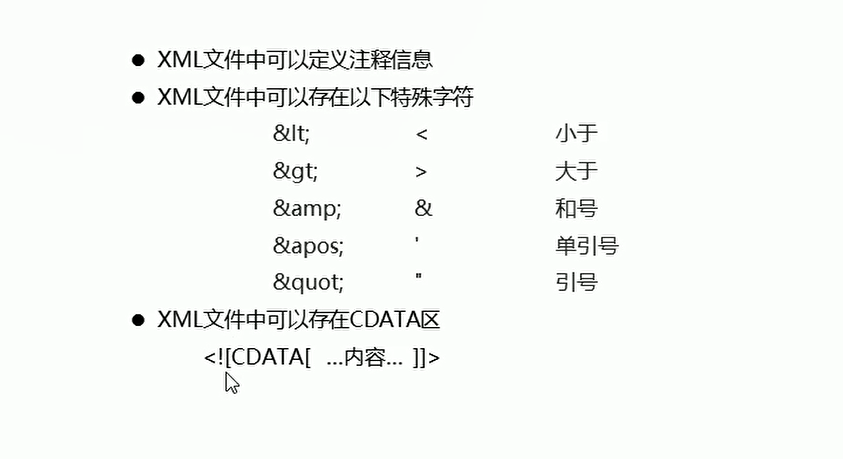 ● XML文件中可以定义注释信息
● XML文件中可以存在以下特殊字符
&lt; < 小于
&gt; > 大于
&amp; & 和号
&apos; ' 单引号
&quot; " 引号
● XML文件中可以存在CDATA区
<![CDATA[ ...内容... ]]>